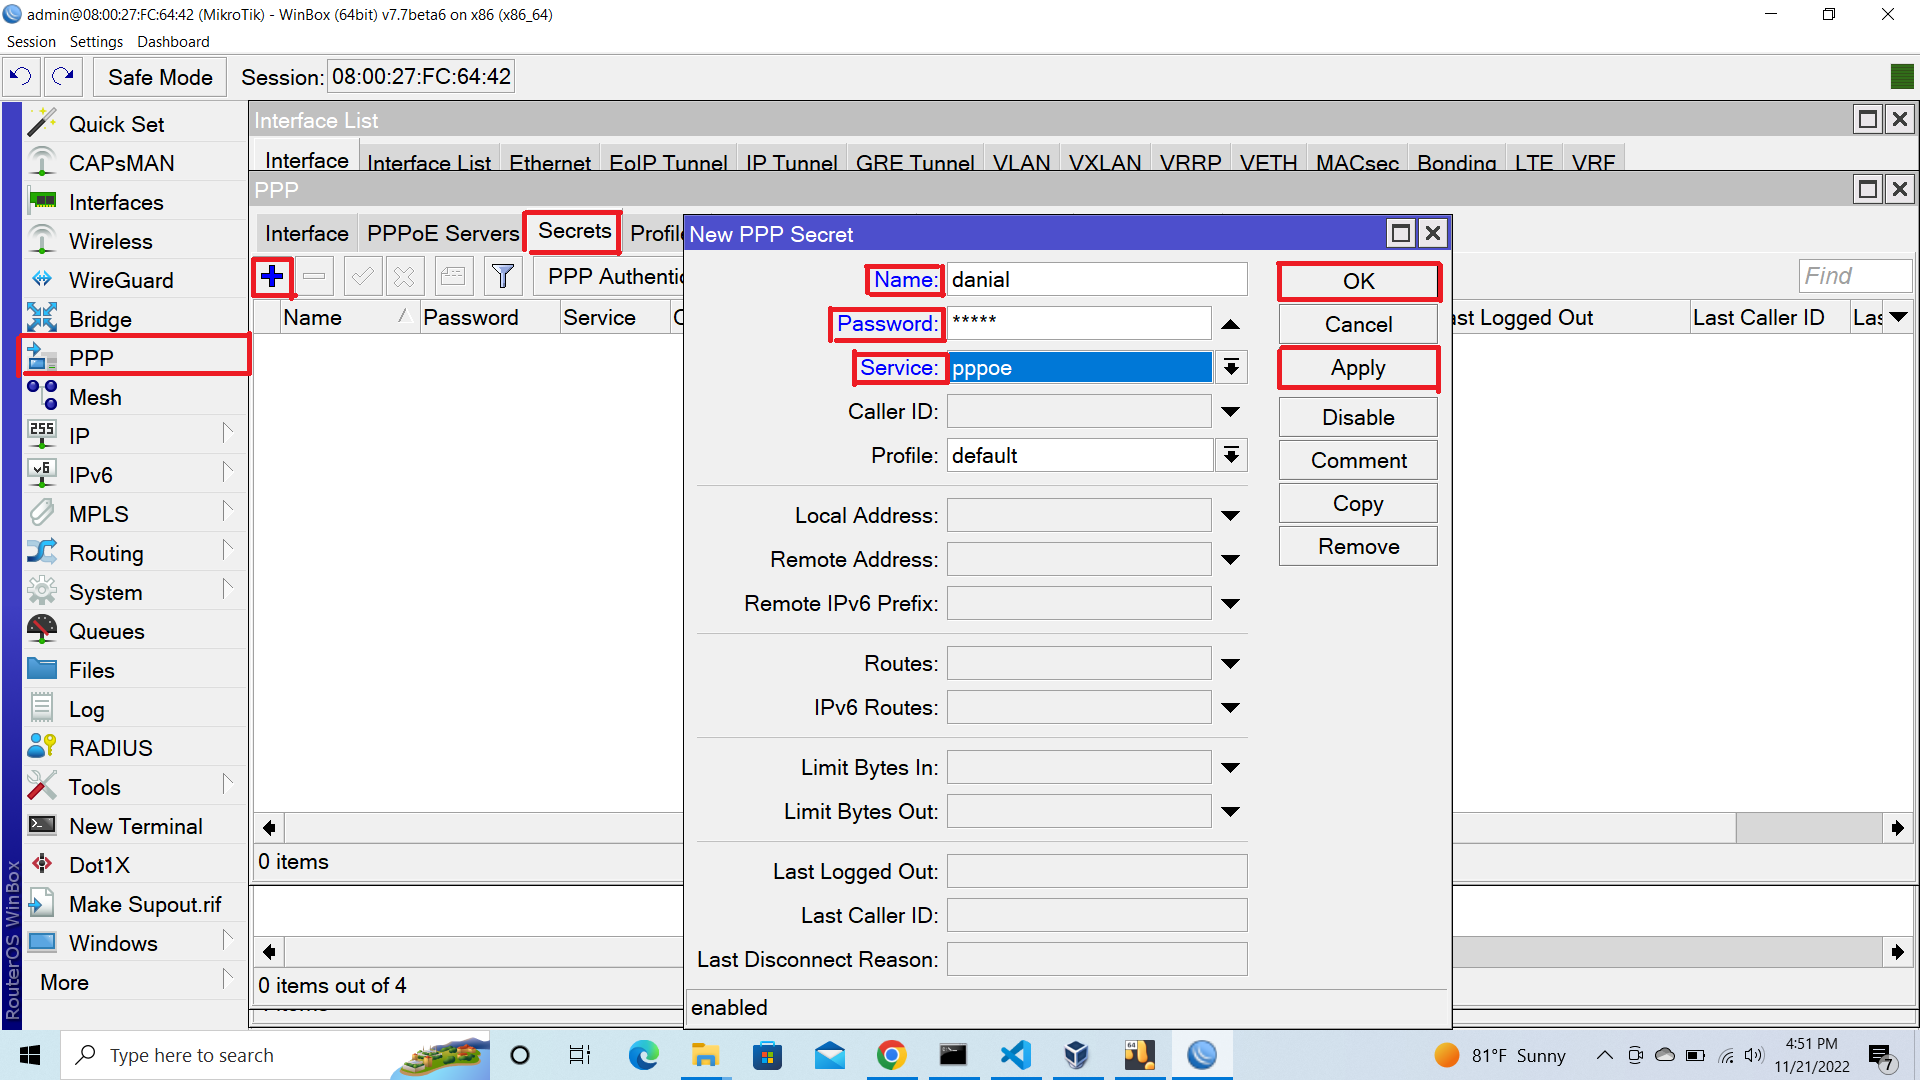 admin@08:00:27:FC:64:42 (MikroTik) - WinBox (64bit) v7.7beta6 on x86 (x86_64)
Session Settings Dashboard
Safe Mode Session: 08:00:27:FC:64:42
Quick Set
CAPsMAN
Interfaces
Wireless
WireGuard
Bridge
PPP
Mesh
255 IP
v6 IPv6
MPLS
Routing
System
Queues
Files
Log
RADIUS
Tools
New Terminal
Dot1X
Make Supout.rif
Windows
More
RouterOS WinBox
Interface List
Interface Interface List Ethernet EoIP Tunnel IP Tunnel GRE Tunnel VLAN VXLAN VRRP VETH MACsec Bonding LTE VRF
PPP
Interface PPPoE Servers Secrets Profile
PPP Authentic
Find
Name Password Service C
ast Logged Out Last Caller ID Las
0 items
0 items out of 4
New PPP Secret
Name: danial
Password: *****
Service: pppoe
Caller ID:
Profile: default
Local Address:
Remote Address:
Remote IPv6 Prefix:
Routes:
IPv6 Routes:
Limit Bytes In:
Limit Bytes Out:
Last Logged Out:
Last Caller ID:
Last Disconnect Reason:
enabled
OK
Cancel
Apply
Disable
Comment
Copy
Remove
Type here to search
64
81°F Sunny
4:51 PM
11/21/2022
7